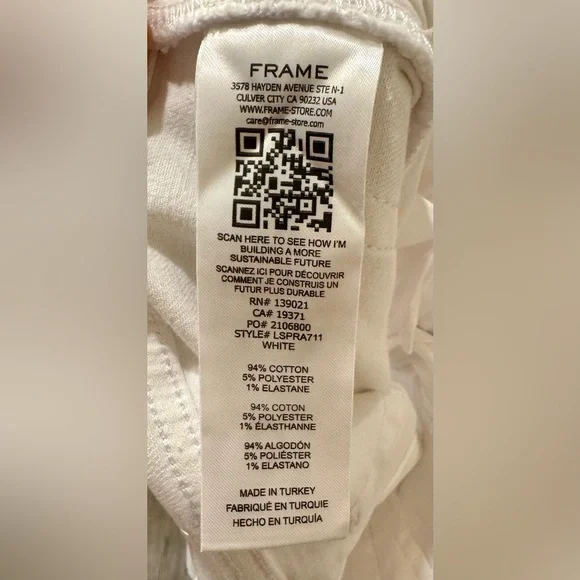 FRAME
3578 HAYDEN AVENUE STE N-1
CULVER CITY CA 90232 USA
WWW.FRAME-STORE.COM
care@frame-store.com
SCAN HERE TO SEE HOW I'M
BUILDING A MORE
SUSTAINABLE FUTURE
SCANNEZ ICI POUR DÉCOUVRIR
COMMENT JE CONSTRUIS UN
FUTUR PLUS DURABLE
RN# 139021
CA# 19371
PO# 2106800
STYLE# LSPRA711
WHITE
94% COTTON
5% POLYESTER
1% ELASTANE
94% COTON
5% POLYESTER
1% ÉLASTHANNE
94% ALGODÓN
5% POLIÉSTER
1% ELASTANO
MADE IN TURKEY
FABRIQUÉ EN TURQUIE
HECHO EN TURQUÍA